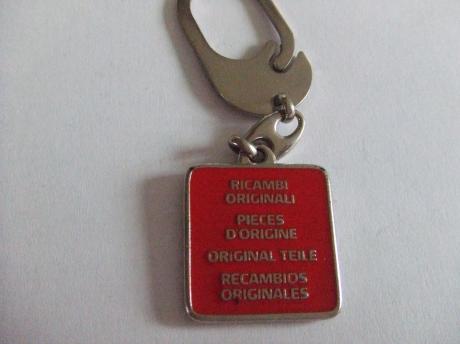 RICAMBI
ORIGINALI
PIECES
D'ORIGINE
ORIGINAL TEILE
RECAMBIOS
ORIGINALES